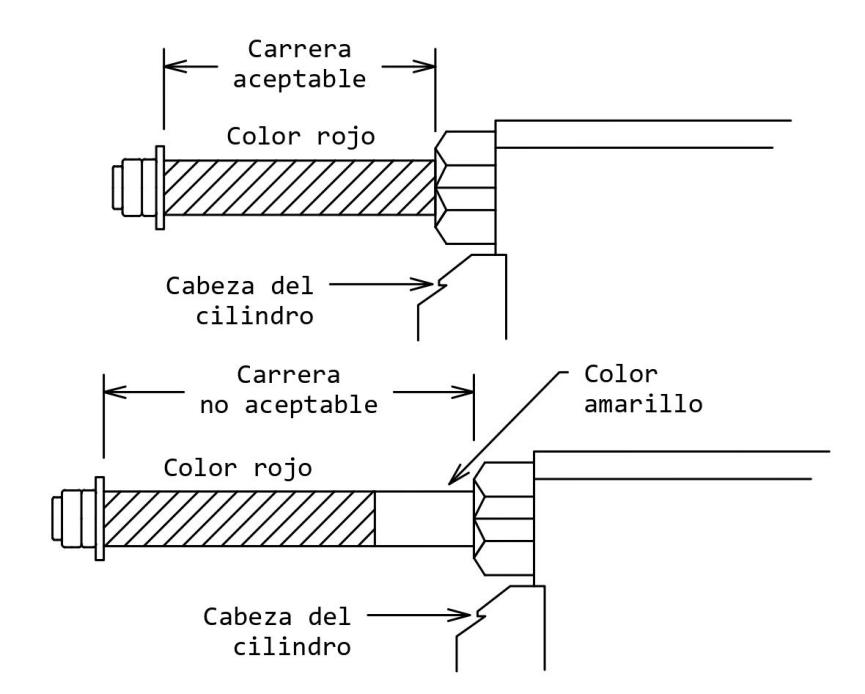 Carrera
aceptable
Color rojo
Cabeza del
cilindro
Carrera
no aceptable
Color
amarillo
Color rojo
Cabeza del
cilindro